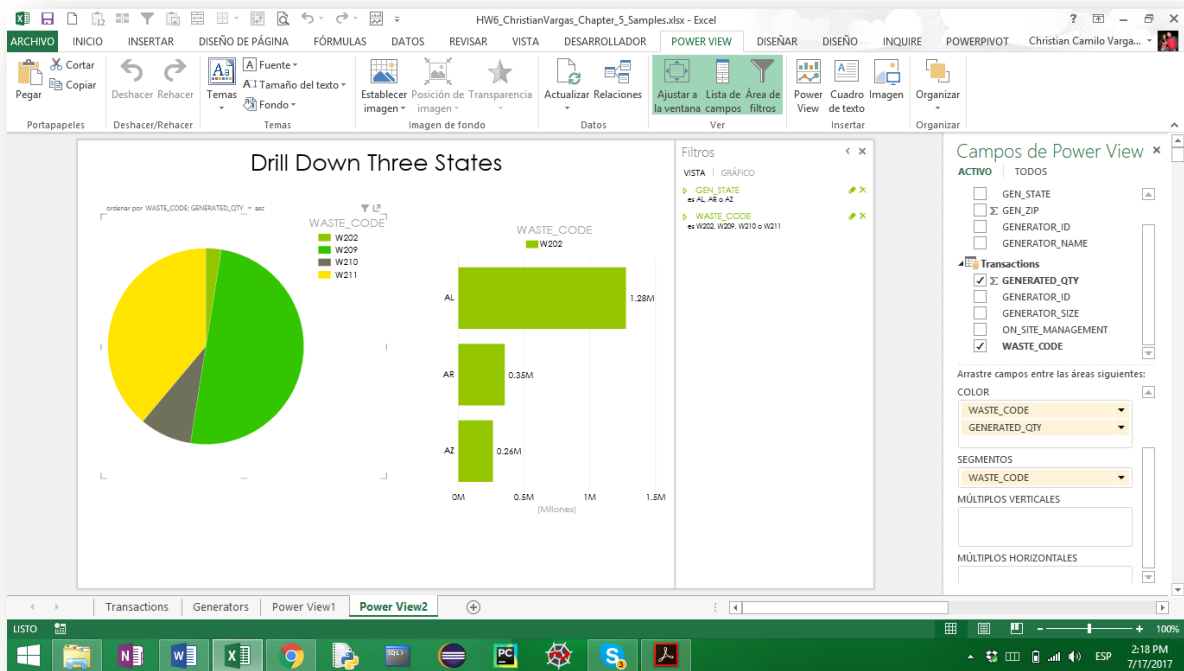 HW6_ChristianVargas_Chapter_5_Samples.xlsx - Excel
ARCHIVO INICIO INSERTAR DISEÑO DE PÁGINA FÓRMULAS DATOS REVISAR VISTA DESARROLLADOR POWER VIEW DISEÑAR DISEÑO INQUIRE POWERPIVOT Christian Camilo Varga...
Pegar
Cortar
Copiar
Portapapeles
Deshacer Rehacer
Deshacer/Rehacer
Temas
Fuente
Tamaño del texto
Fondo
Temas
Establecer imagen
Posición de imagen
Transparencia
Imagen de fondo
Actualizar Relaciones
Datos
Ajustar a la ventana
Lista de campos
Área de filtros
Ver
Power View
Cuadro de texto
Imagen
Insertar
Organizar
Organizar
Drill Down Three States
ordenar por WASTE_CODE; GENERATED_QTY asc
WASTE_CODE
W202
W209
W210
W211
WASTE_CODE
W202
AL
1.28M
AR
0.35M
AZ
0.26M
0M 0.5M 1M 1.5M
(Millones)
Filtros
VISTA GRÁFICO
GEN_STATE
es AL, AR o AZ
WASTE_CODE
es W202, W209, W210 o W211
Campos de Power View
ACTIVO TODOS
GEN_STATE
Σ GEN_ZIP
GENERATOR_ID
GENERATOR_NAME
Transactions
Σ GENERATED_QTY
GENERATOR_ID
GENERATOR_SIZE
ON_SITE_MANAGEMENT
WASTE_CODE
Arrastre campos entre las áreas siguientes:
COLOR
WASTE_CODE
GENERATED_QTY
SEGMENTOS
WASTE_CODE
MÚLTIPLOS VERTICALES
MÚLTIPLOS HORIZONTALES
Transactions Generators Power View1 Power View2
LISTO
100%
ESP
2:18 PM
7/17/2017